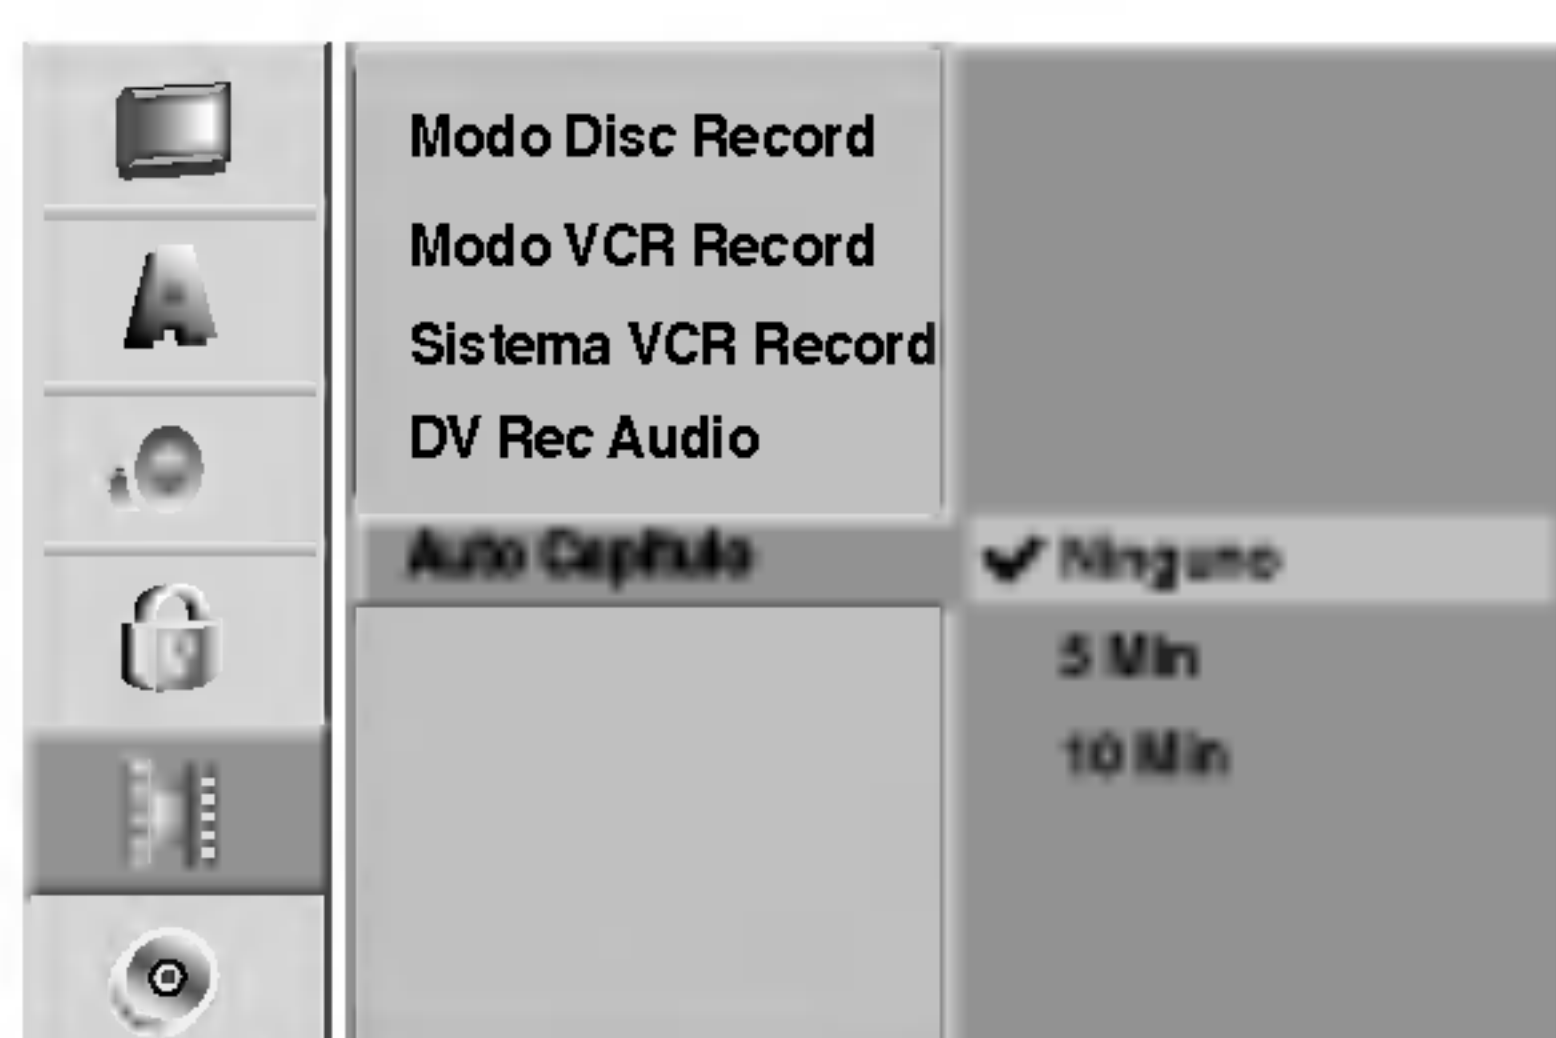 Modo Disc Record
Modo VCR Record
Sistema VCR Record
DV Rec Audio
Auto Capítulo
Ninguno
5 Min
10 Min